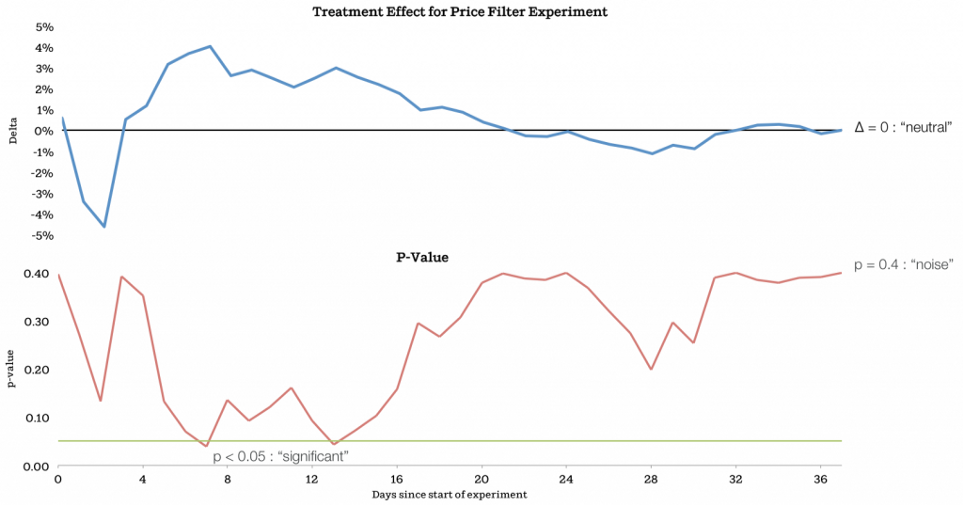 Treatment Effect for Price Filter Experiment
5%
4%
3%
2%
1%
0%
-1%
-2%
-3%
-4%
-5%
Delta
Δ = 0 : “neutral”
P-Value
p = 0.4 : “noise”
0.40
0.30
0.20
0.10
0.00
p-value
p < 0.05 : “significant”
0 4 8 12 16 20 24 28 32 36
Days since start of experiment